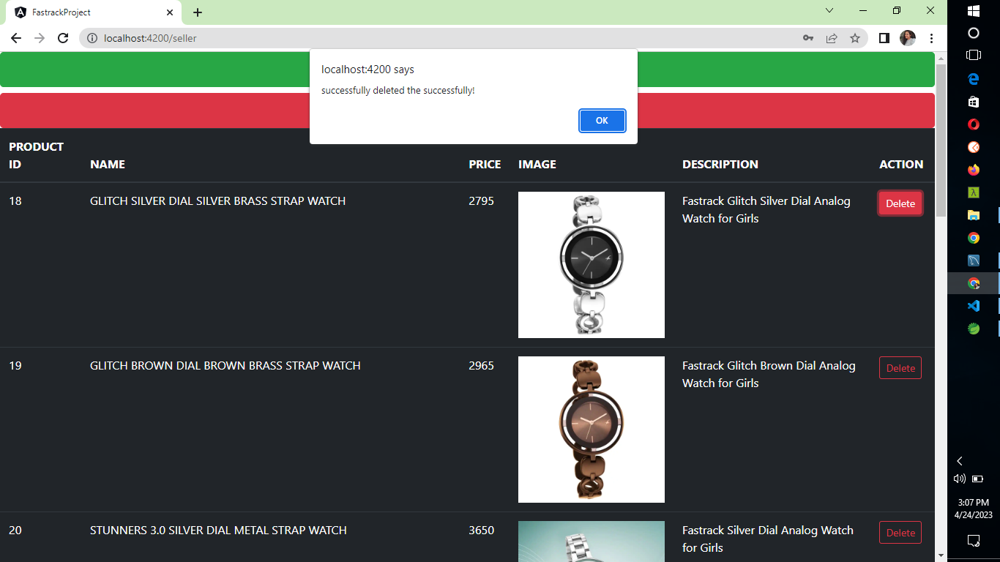 FastrackProject
localhost:4200/seller
localhost:4200 says
successfully deleted the successfully!
OK
PRODUCT
ID
NAME
PRICE
IMAGE
DESCRIPTION
ACTION
18
GLITCH SILVER DIAL SILVER BRASS STRAP WATCH
2795
Fastrack Glitch Silver Dial Analog
Watch for Girls
Delete
19
GLITCH BROWN DIAL BROWN BRASS STRAP WATCH
2965
Fastrack Glitch Brown Dial Analog
Watch for Girls
Delete
20
STUNNERS 3.0 SILVER DIAL METAL STRAP WATCH
3650
Fastrack Silver Dial Analog Watch
for Girls
Delete
3:07 PM
4/24/2023